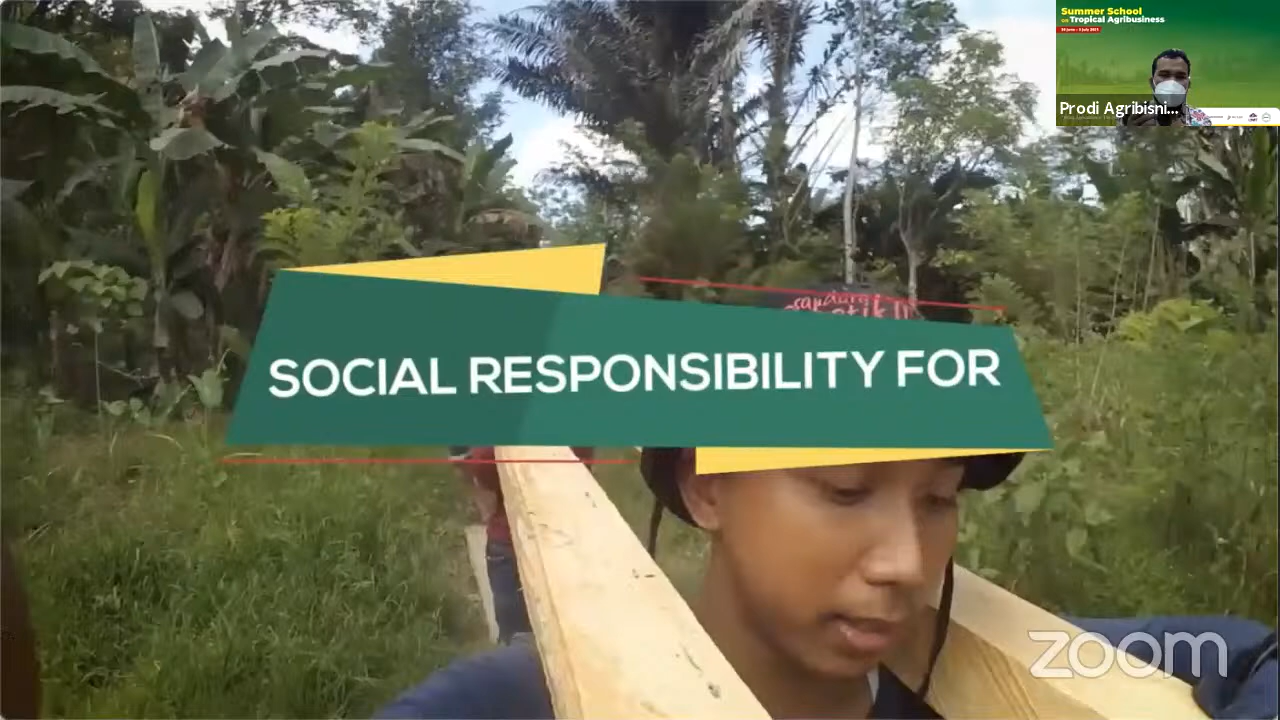 Summer School
on Tropical Agribusiness
Prodi Agribisni...
SOCIAL RESPONSIBILITY FOR
zoom